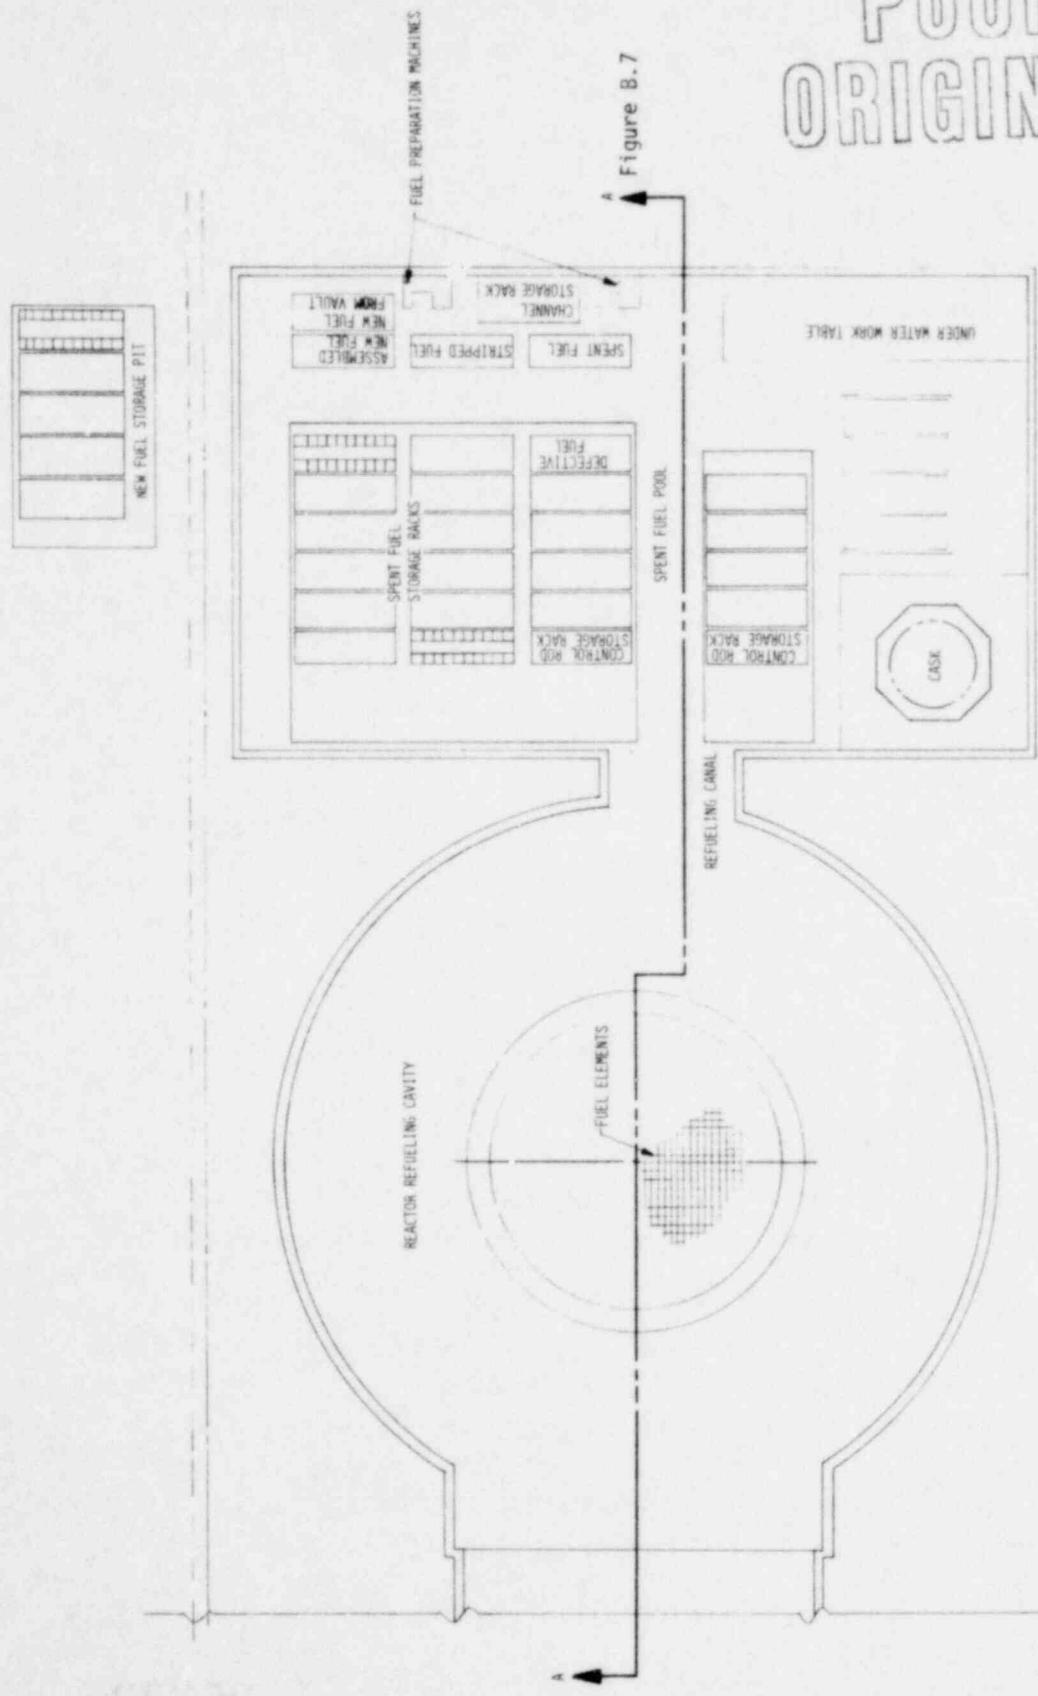 POOR
ORIGIN
NEW FUEL STORAGE PIT
FUEL PREPARATION MACHINES
Figure B.7
A
NEW FUEL
FROM VAULT
ASSEMBLED
NEW FUEL
STRIPPED FUEL
CHANNEL
STORAGE RACK
SPENT FUEL
UNDER WATER WORK TABLE
SPENT FUEL
STORAGE RACKS
DEFECTIVE
FUEL
CONTROL ROD
STORAGE RACK
SPENT FUEL POOL
CONTROL ROD
STORAGE RACK
CASK
REFUELING CANAL
REACTOR REFUELING CAVITY
FUEL ELEMENTS
A